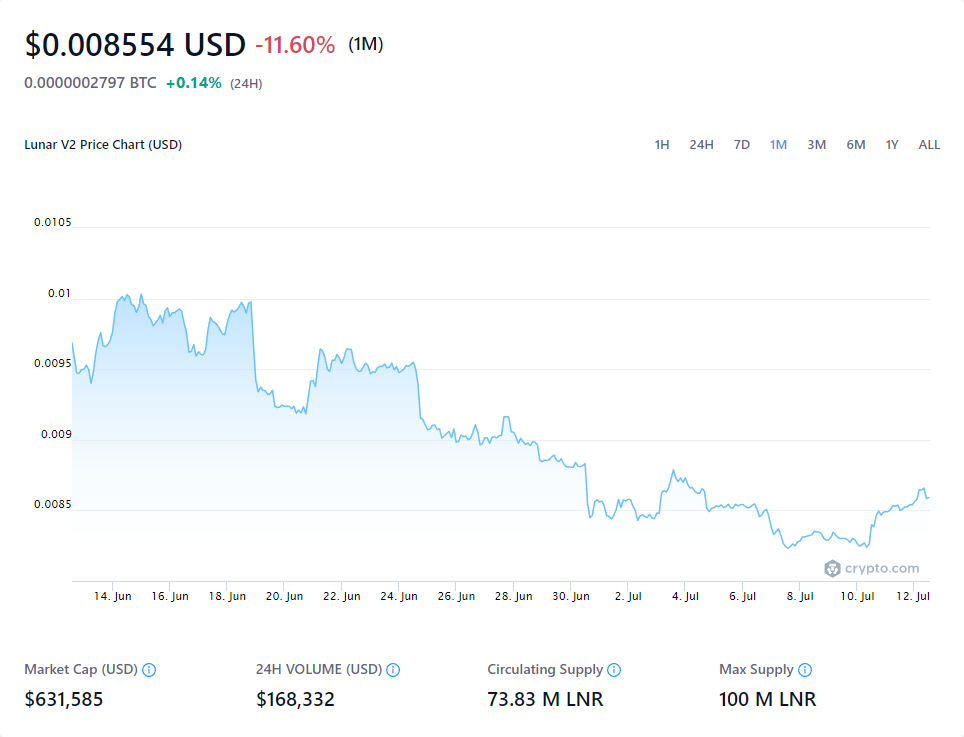 $0.008554 USD -11.60% (1M)
0.0000002797 BTC +0.14% (24H)
Lunar V2 Price Chart (USD) 1H 24H 7D 1M 3M 6M 1Y ALL
0.0105
0.01
0.0095
0.009
0.0085
crypto.com
14. Jun 16. Jun 18. Jun 20. Jun 22. Jun 24. Jun 26. Jun 28. Jun 30. Jun 2. Jul 4. Jul 6. Jul 8. Jul 10. Jul 12. Jul
Market Cap (USD) 24H VOLUME (USD) Circulating Supply Max Supply
$631,585 $168,332 73.83 M LNR 100 M LNR